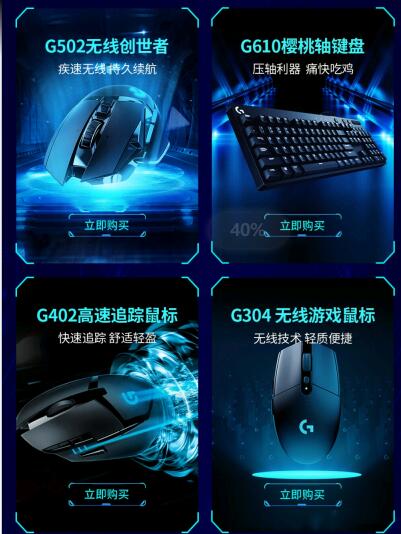 G502无线创世者
疾速无线 持久续航
立即购买
G610樱桃轴键盘
压轴利器 痛快吃鸡
40%
立即购买
G402高速追踪鼠标
快速追踪 舒适轻盈
立即购买
G304 无线游戏鼠标
无线技术 轻质便捷
立即购买